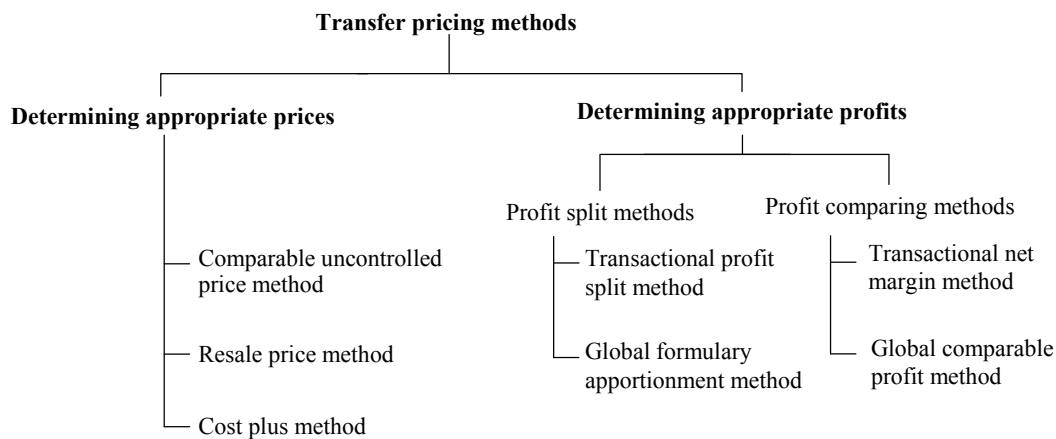 Transfer pricing methods
Determining appropriate prices
Determining appropriate profits
Profit split methods
Profit comparing methods
Comparable uncontrolled
price method
Resale price method
Cost plus method
Transactional profit
split method
Global formulary
apportionment method
Transactional net
margin method
Global comparable
profit method